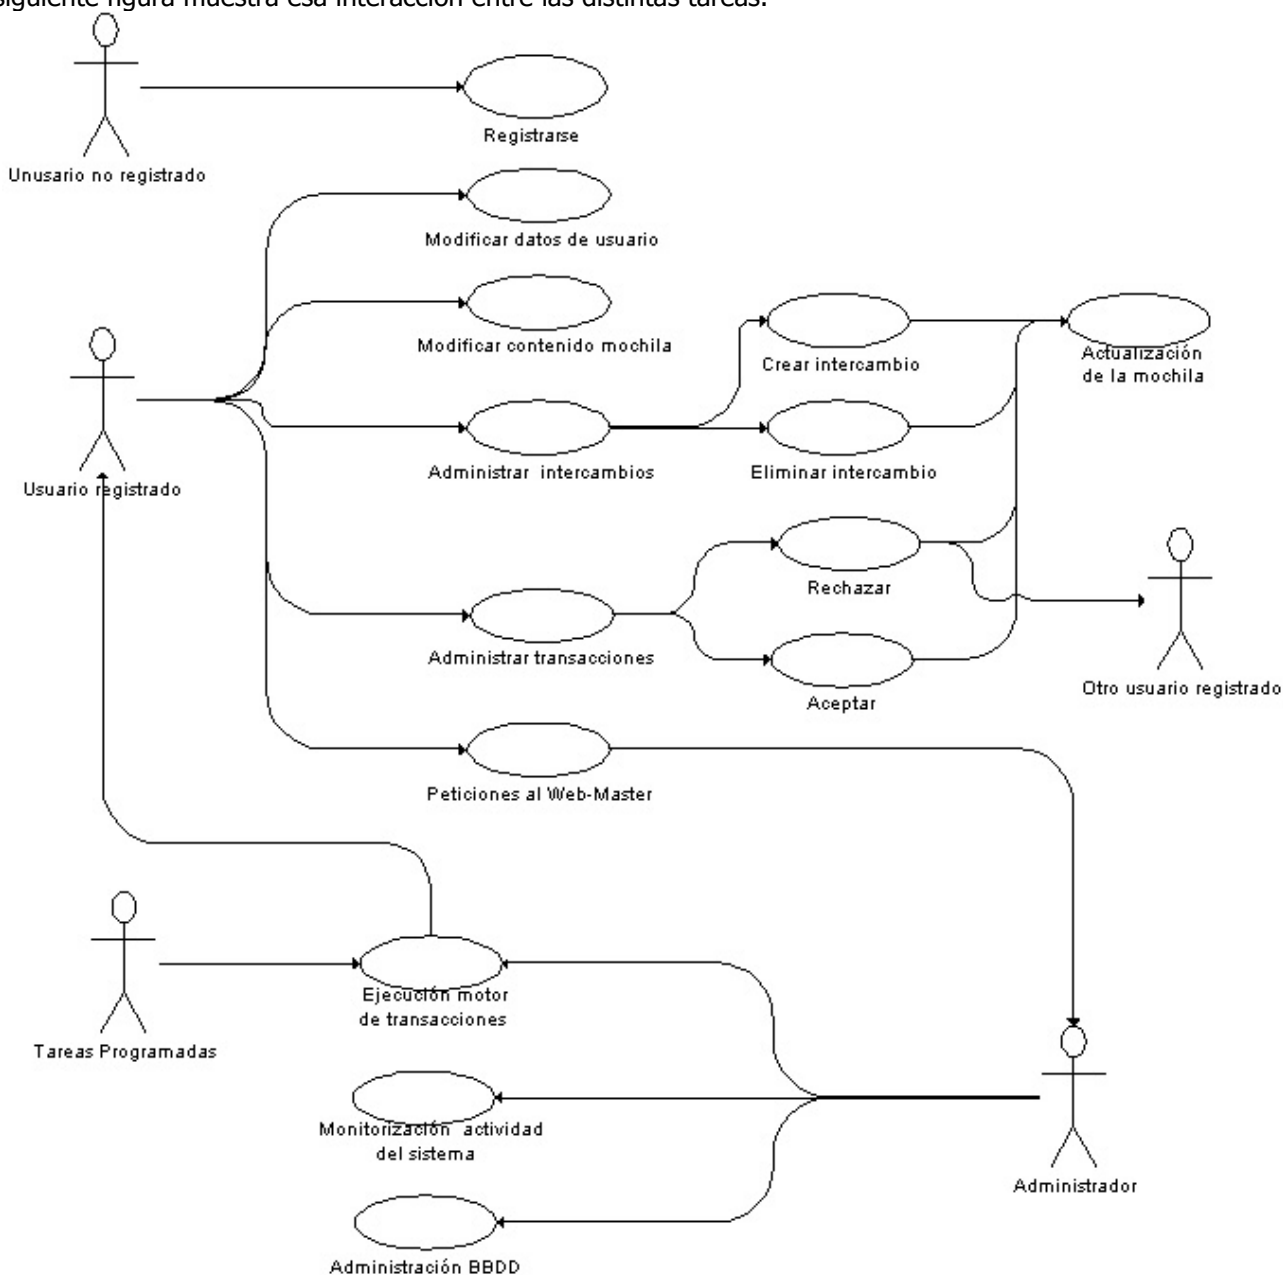 siguiente figura muestra esa interacción entre las distintas tareas.
Registrarse
Unusario no registrado
Modificar datos de usuario
Modificar contenido mochila
Crear intercambio
Actualización
de la mochila
Administrar intercambios
Eliminar intercambio
Usuario registrado
Rechazar
Administrar transacciones
Aceptar
Otro usuario registrado
Peticiones al Web-Master
Ejecución motor
de transacciones
Tareas Programadas
Monitorización actividad
del sistema
Administrador
Administración BBDD